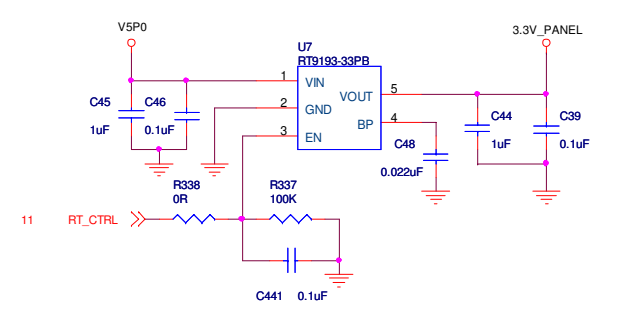 V5P0
3.3V_PANEL
U7
RT9193-33PB
1 VIN
VOUT 5
2 GND
BP 4
3 EN
C45
1uF
C46
0.1uF
C44
1uF
C39
0.1uF
C48
0.022uF
R338
0R
R337
100K
11 RT_CTRL
C441 0.1uF